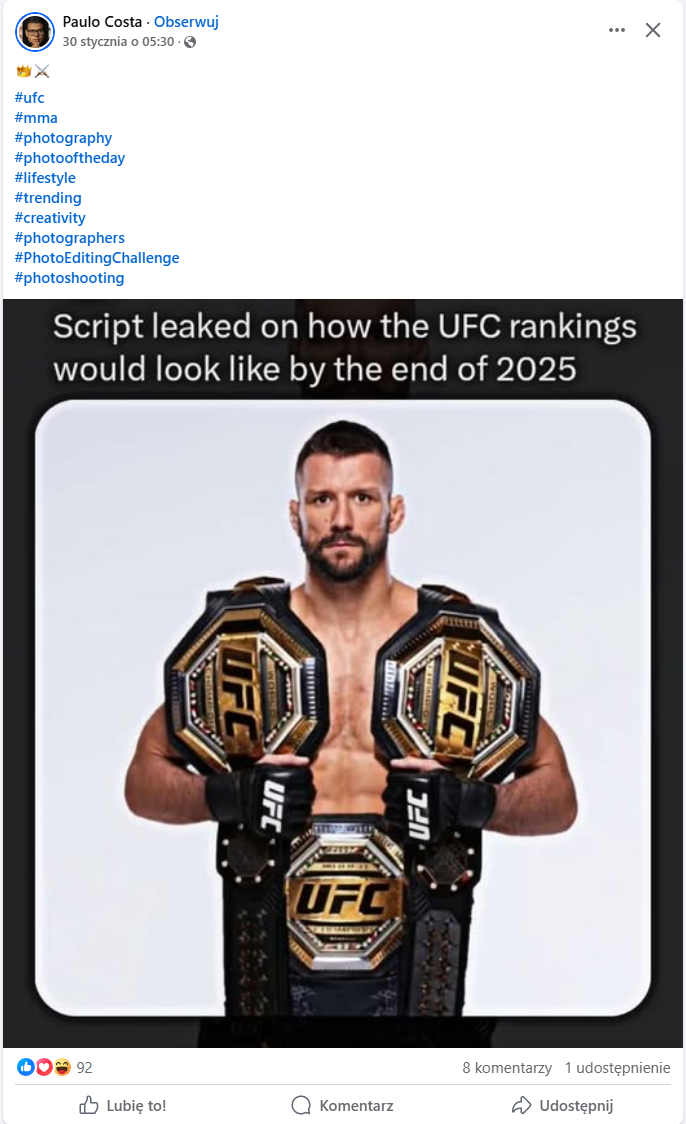 Paulo Costa · Obserwuj
30 stycznia o 05:30 ·
#ufc
#mma
#photography
#photooftheday
#lifestyle
#trending
#creativity
#photographers
#PhotoEditingChallenge
#photoshooting
Script leaked on how the UFC rankings
would look like by the end of 2025
UFC
UFC
UFC
UFC
UFC
92
8 komentarzy 1 udostępnienie
Lubię to! Komentarz Udostępnij